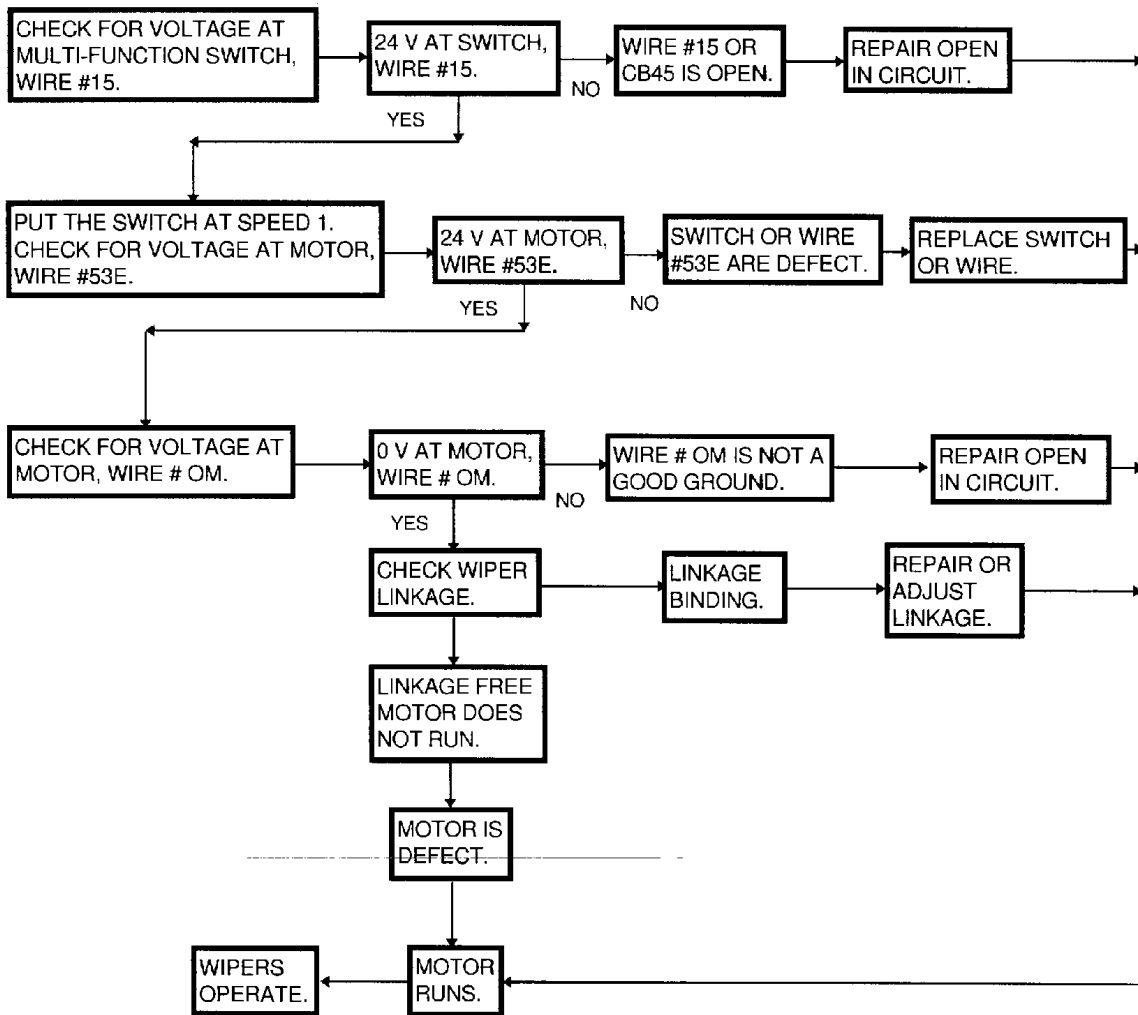 CHECK FOR VOLTAGE AT
MULTI-FUNCTION SWITCH,
WIRE #15.
24 V AT SWITCH,
WIRE #15.
NO
WIRE #15 OR
CB45 IS OPEN.
REPAIR OPEN
IN CIRCUIT.
YES
PUT THE SWITCH AT SPEED 1.
CHECK FOR VOLTAGE AT MOTOR,
WIRE #53E.
24 V AT MOTOR,
WIRE #53E.
NO
SWITCH OR WIRE
#53E ARE DEFECT.
REPLACE SWITCH
OR WIRE.
YES
CHECK FOR VOLTAGE AT
MOTOR, WIRE # OM.
0 V AT MOTOR,
WIRE # OM.
NO
WIRE # OM IS NOT A
GOOD GROUND.
REPAIR OPEN
IN CIRCUIT.
YES
CHECK WIPER
LINKAGE.
LINKAGE
BINDING.
REPAIR OR
ADJUST
LINKAGE.
LINKAGE FREE
MOTOR DOES
NOT RUN.
MOTOR IS
DEFECT.
MOTOR
RUNS.
WIPERS
OPERATE.